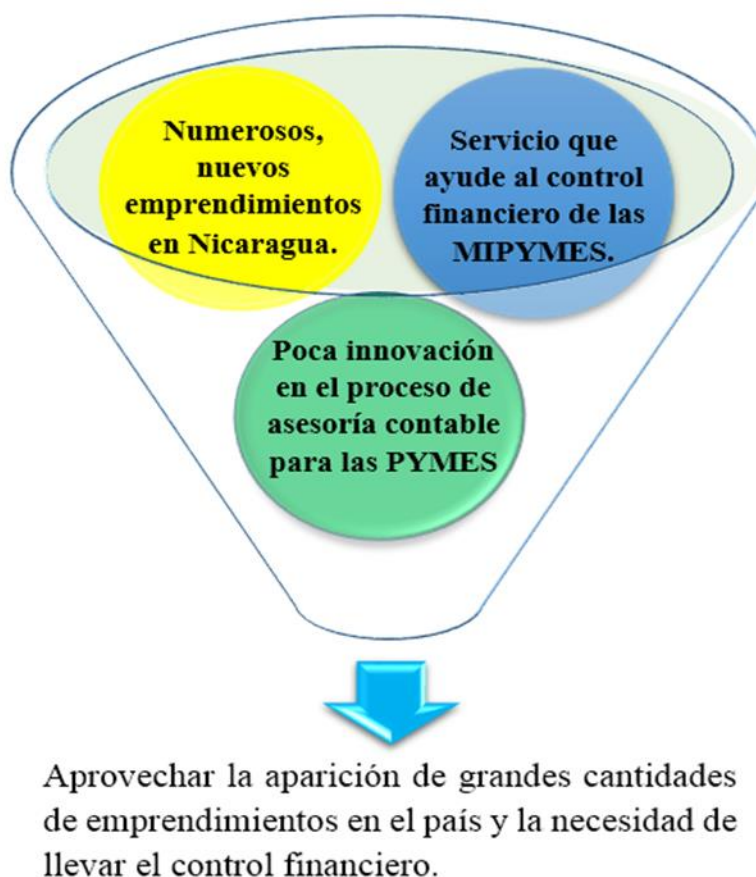 Numerosos,
nuevos
emprendimientos
en Nicaragua.
Servicio que
ayude al control
financiero de las
MIPYMES.
Poca innovación
en el proceso de
asesoría contable
para las PYMES
Aprovechar la aparición de grandes cantidades
de emprendimientos en el país y la necesidad de
llevar el control financiero.